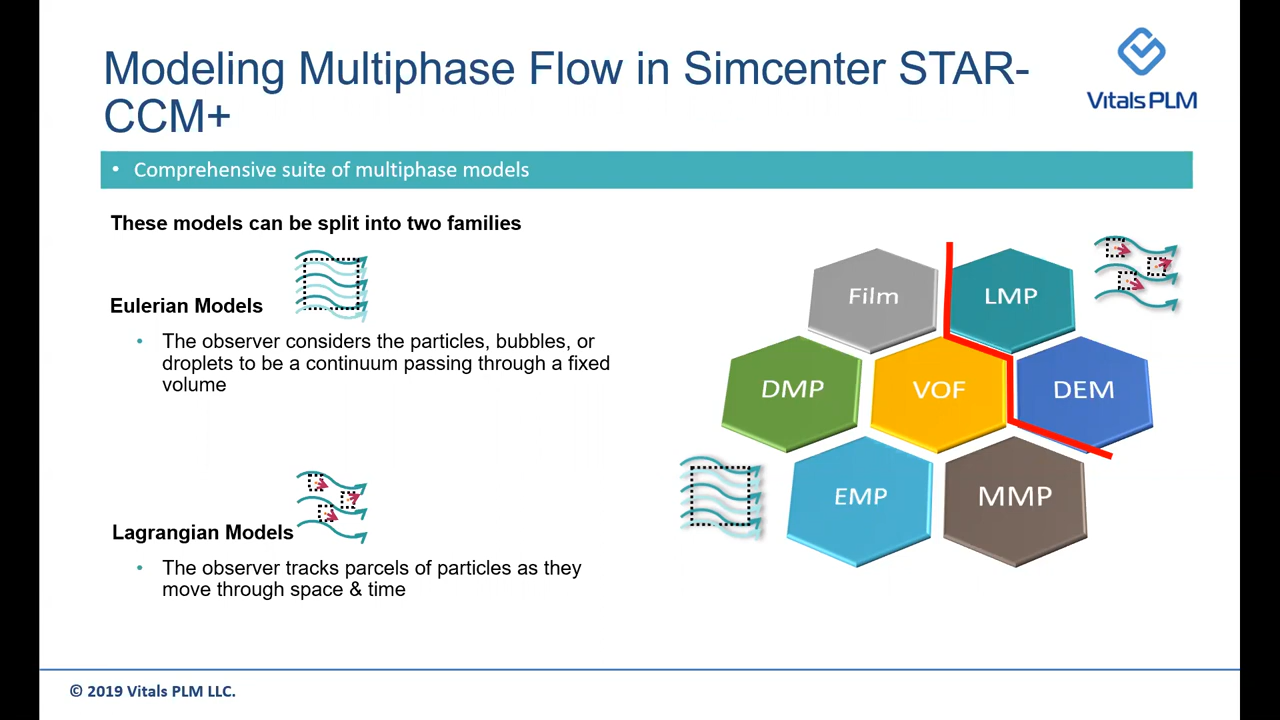 Modeling Multiphase Flow in Simcenter STAR-
CCM+
Vitals PLM
• Comprehensive suite of multiphase models
These models can be split into two families
Eulerian Models
• The observer considers the particles, bubbles, or
droplets to be a continuum passing through a fixed
volume
Lagrangian Models
• The observer tracks parcels of particles as they
move through space & time
Film
LMP
DMP
VOF
DEM
EMP
MMP
© 2019 Vitals PLM LLC.